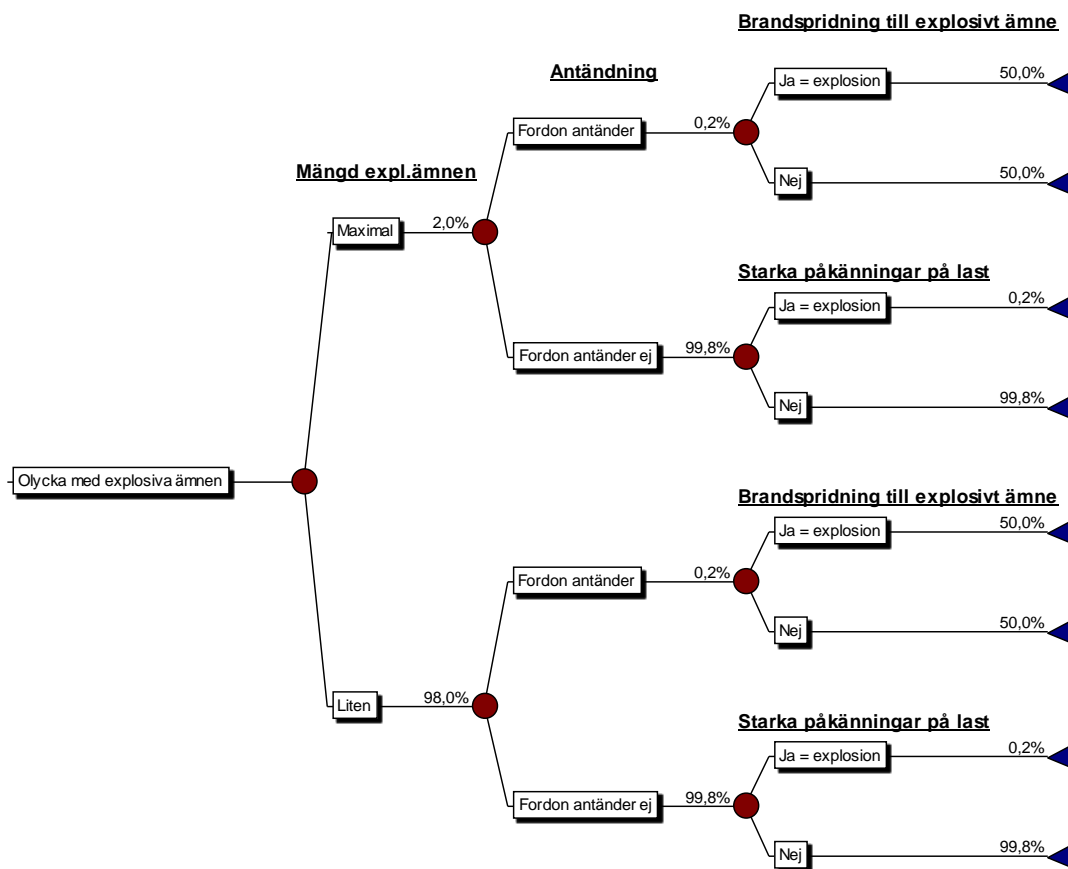 Brandspridning till explosivt ämne
Antändning
Ja = explosion
50,0%
Fordon antänder
0,2%
Mängd expl.ämnen
Nej
50,0%
Maximal
2,0%
Starka påkänningar på last
Ja = explosion
0,2%
Fordon antänder ej
99,8%
Nej
99,8%
Olycka med explosiva ämnen
Brandspridning till explosivt ämne
Ja = explosion
50,0%
Fordon antänder
0,2%
Nej
50,0%
Liten
98,0%
Starka påkänningar på last
Ja = explosion
0,2%
Fordon antänder ej
99,8%
Nej
99,8%